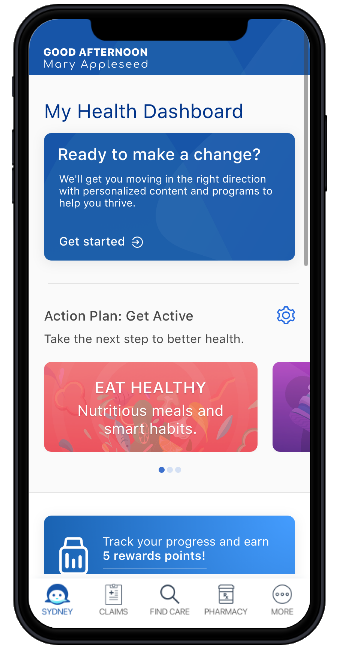 GOOD AFTERNOON
Mary Appleseed
My Health Dashboard
Ready to make a change?
We'll get you moving in the right direction
with personalized content and programs to
help you thrive.
Get started
Action Plan: Get Active
Take the next step to better health.
EAT HEALTHY
Nutritious meals and
smart habits.
Track your progress and earn
5 rewards points!
SYDNEY
CLAIMS
FIND CARE
PHARMACY
MORE